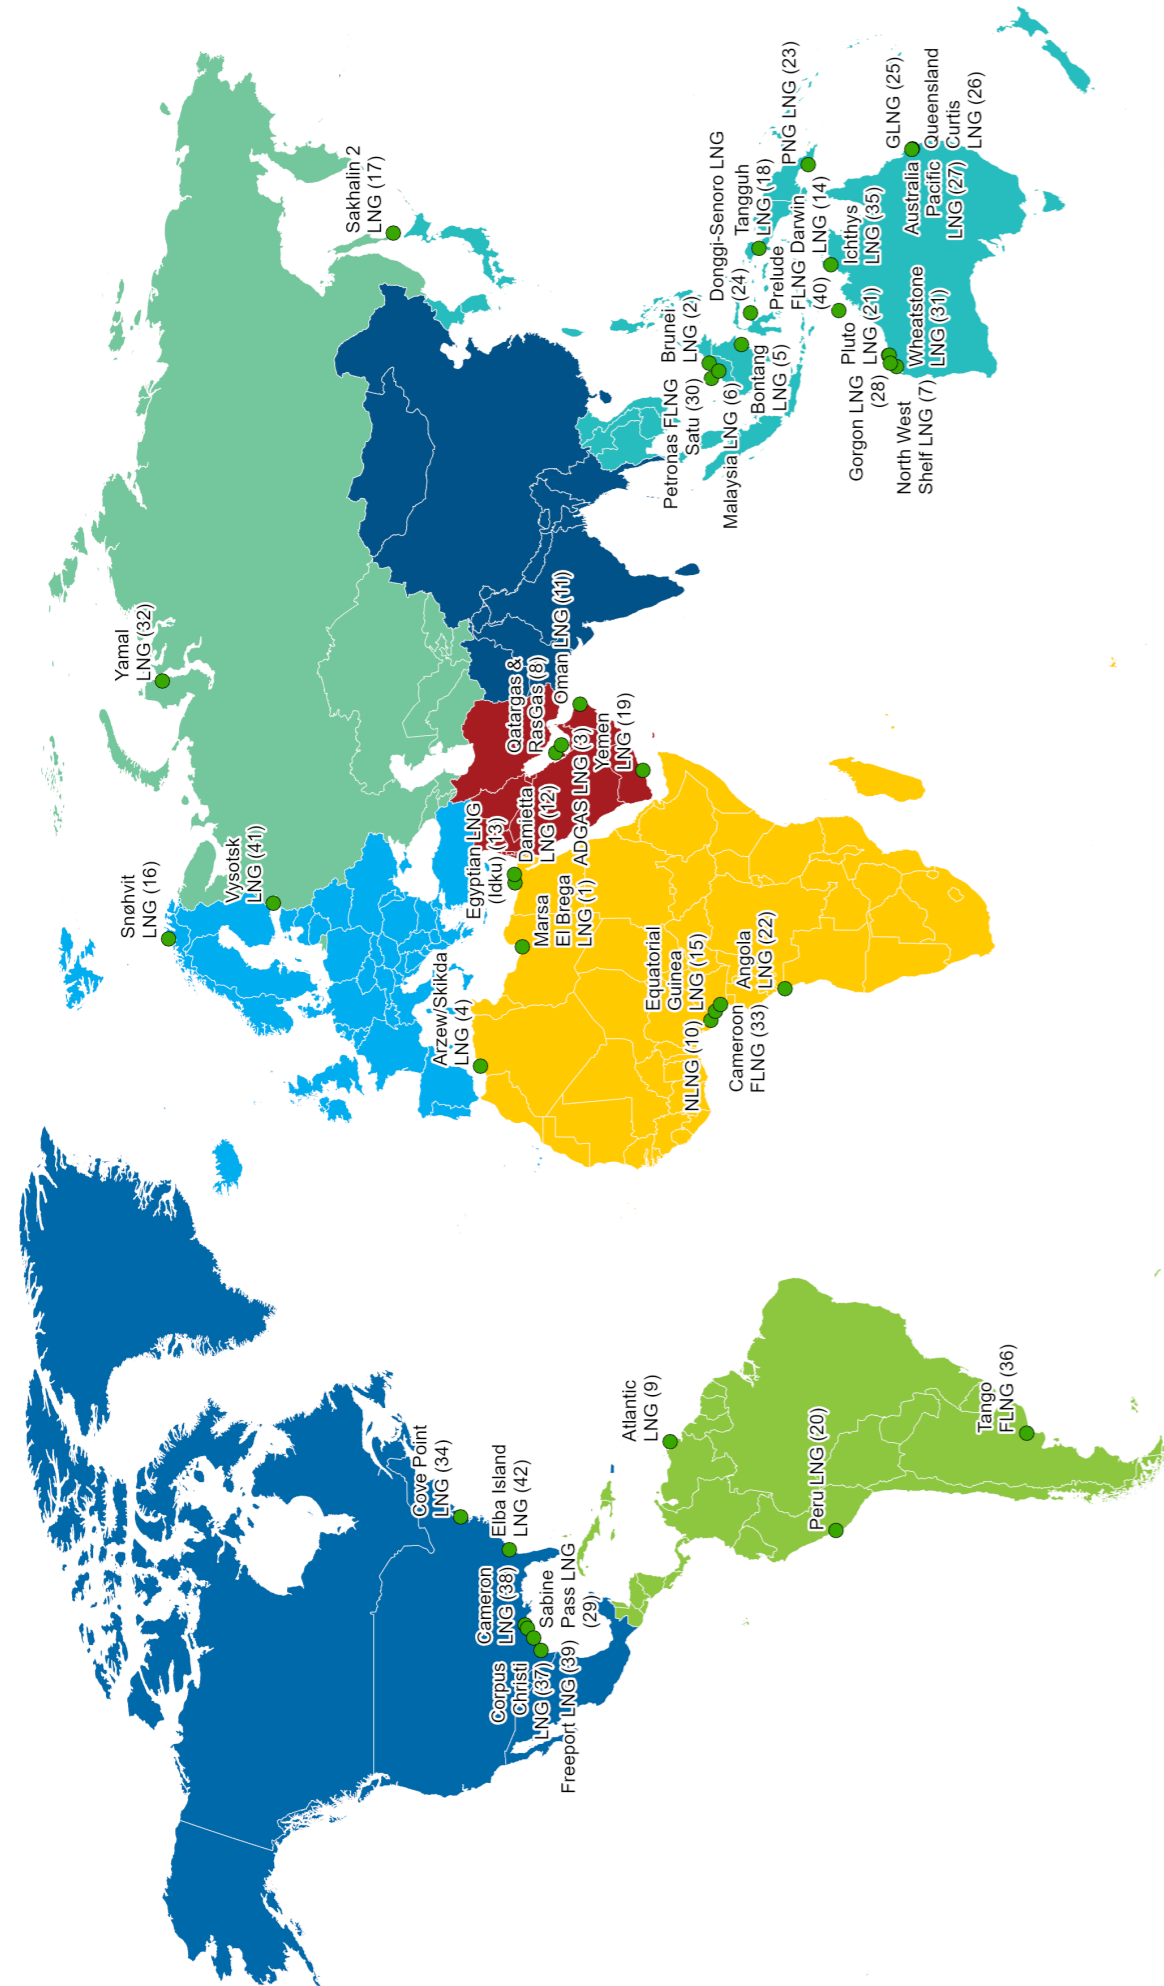 Snøhvit
LNG (16)
Vysotsk
LNG (41)
Yamal
LNG (32)
Sakhalin 2
LNG (17)
Cove Point
LNG (34)
Elba Island
LNG (42)
Cameron
LNG (38)
Sabine
Pass LNG
(29)
Corpus
Christi
LNG (37)
Freeport LNG (39)
Atlantic
LNG (9)
Peru LNG (20)
Tango
FLNG (36)
Arzew/Skikda
LNG (4)
Marsa
El Brega
LNG (1)
Egyptian LNG
(Idku) (13)
Damietta
LNG (12)
Qatargas &
RasGas (8)
ADGAS LNG (3)
Oman LNG (11)
Yemen
LNG (19)
Equatorial
Guinea
LNG (15)
NLNG (10)
Cameroon
FLNG (33)
Angola
LNG (22)
Petronas FLNG
Satu (30)
Brunei
LNG (2)
Malaysia LNG (6)
Bontang
LNG (5)
Donggi-Senoro LNG
(24)
Tangguh
LNG (18)
PNG LNG (23)
Prelude
FLNG
(40)
Darwin
LNG (14)
Ichthys
LNG (35)
Pluto
LNG (21)
Gorgon LNG
(28)
North West
Shelf LNG (7)
Wheatstone
LNG (31)
GLNG (25)
Queensland
Curtis
LNG (26)
Australia
Pacific
LNG (27)